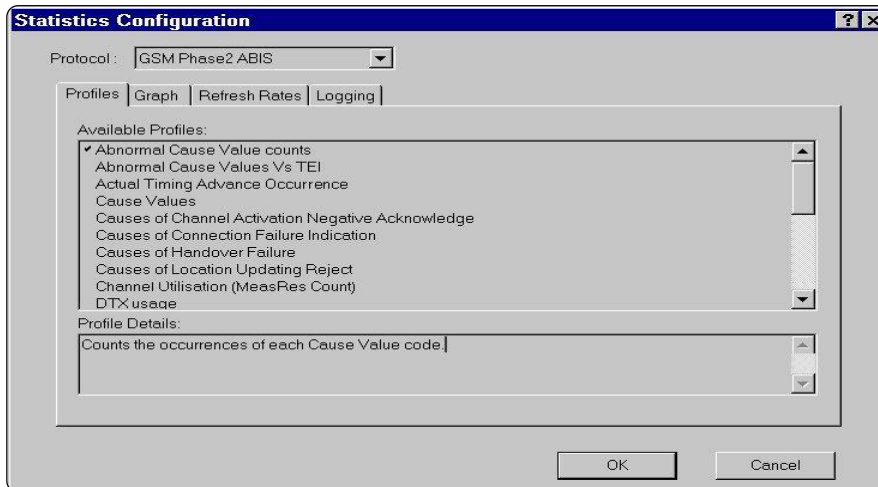 Statistics Configuration
Protocol : GSM Phase2 ABIS
Profiles Graph Refresh Rates Logging
Available Profiles:
✔ Abnormal Cause Value counts
Abnormal Cause Values Vs TEI
Actual Timing Advance Occurrence
Cause Values
Causes of Channel Activation Negative Acknowledge
Causes of Connection Failure Indication
Causes of Handover Failure
Causes of Location Updating Reject
Channel Utilisation (MeasRes Count)
DTX usage
Profile Details:
Counts the occurrences of each Cause Value code.
OK Cancel